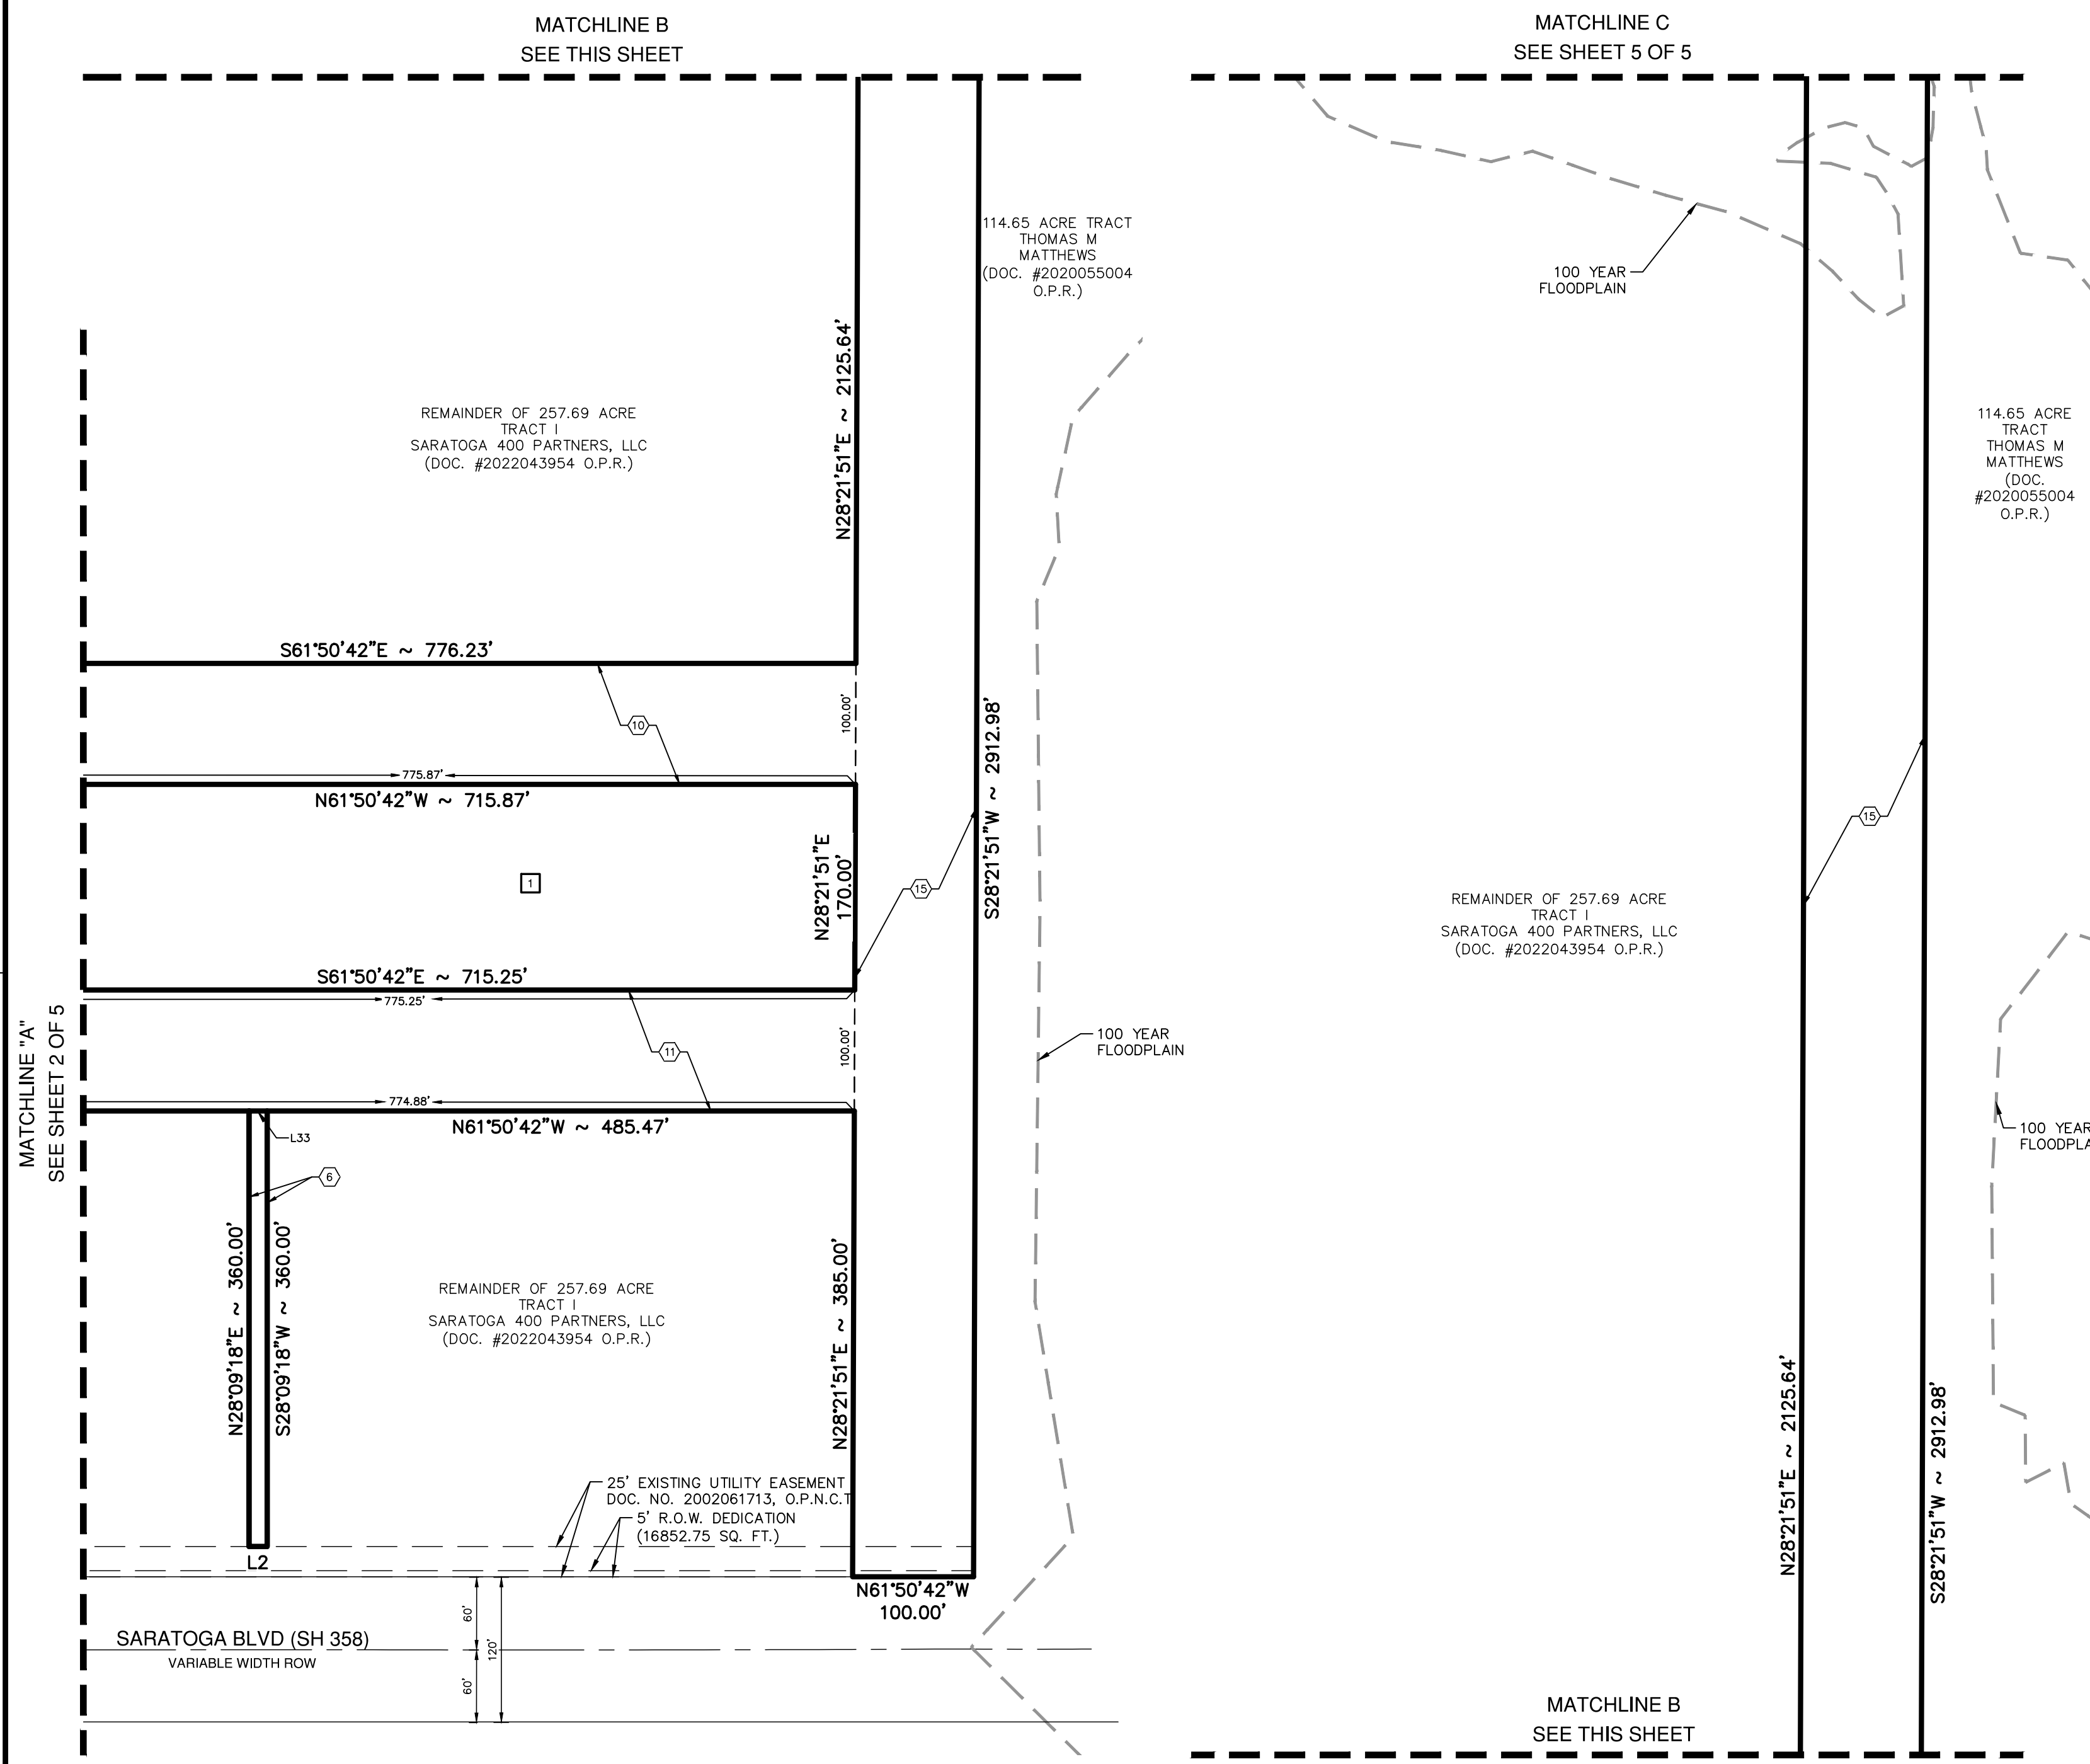 MATCHLINE B
SEE THIS SHEET
114.65 ACRE TRACT
THOMAS M
MATTHEWS
(DOC. #2020055004
O.P.R.)
N28°21'51"E ~ 2125.64'
REMAINDER OF 257.69 ACRE
TRACT I
SARATOGA 400 PARTNERS, LLC
(DOC. #2022043954 O.P.R.)
S61°50'42"E ~ 776.23'
100.00'
10
775.87'
N61°50'42"W ~ 715.87'
S28°21'51"W ~ 2912.98'
N28°21'51"E
170.00'
1
15
S61°50'42"E ~ 715.25'
775.25'
MATCHLINE "A"
SEE SHEET 2 OF 5
100.00'
11
100 YEAR
FLOODPLAIN
774.88'
N61°50'42"W ~ 485.47'
L33
6
N28°09'18"E ~ 360.00'
S28°09'18"W ~ 360.00'
REMAINDER OF 257.69 ACRE
TRACT I
SARATOGA 400 PARTNERS, LLC
(DOC. #2022043954 O.P.R.)
N28°21'51"E ~ 385.00'
25' EXISTING UTILITY EASEMENT
DOC. NO. 2002061713, O.P.N.C.T
5' R.O.W. DEDICATION
(16852.75 SQ. FT.)
L2
N61°50'42"W
100.00'
60'
120'
60'
SARATOGA BLVD (SH 358)
VARIABLE WIDTH ROW
MATCHLINE C
SEE SHEET 5 OF 5
100 YEAR
FLOODPLAIN
114.65 ACRE
TRACT
THOMAS M
MATTHEWS
(DOC.
#2020055004
O.P.R.)
15
REMAINDER OF 257.69 ACRE
TRACT I
SARATOGA 400 PARTNERS, LLC
(DOC. #2022043954 O.P.R.)
100 YEAR
FLOODPLA
N28°21'51"E ~ 2125.64'
S28°21'51"W ~ 2912.98'
MATCHLINE B
SEE THIS SHEET